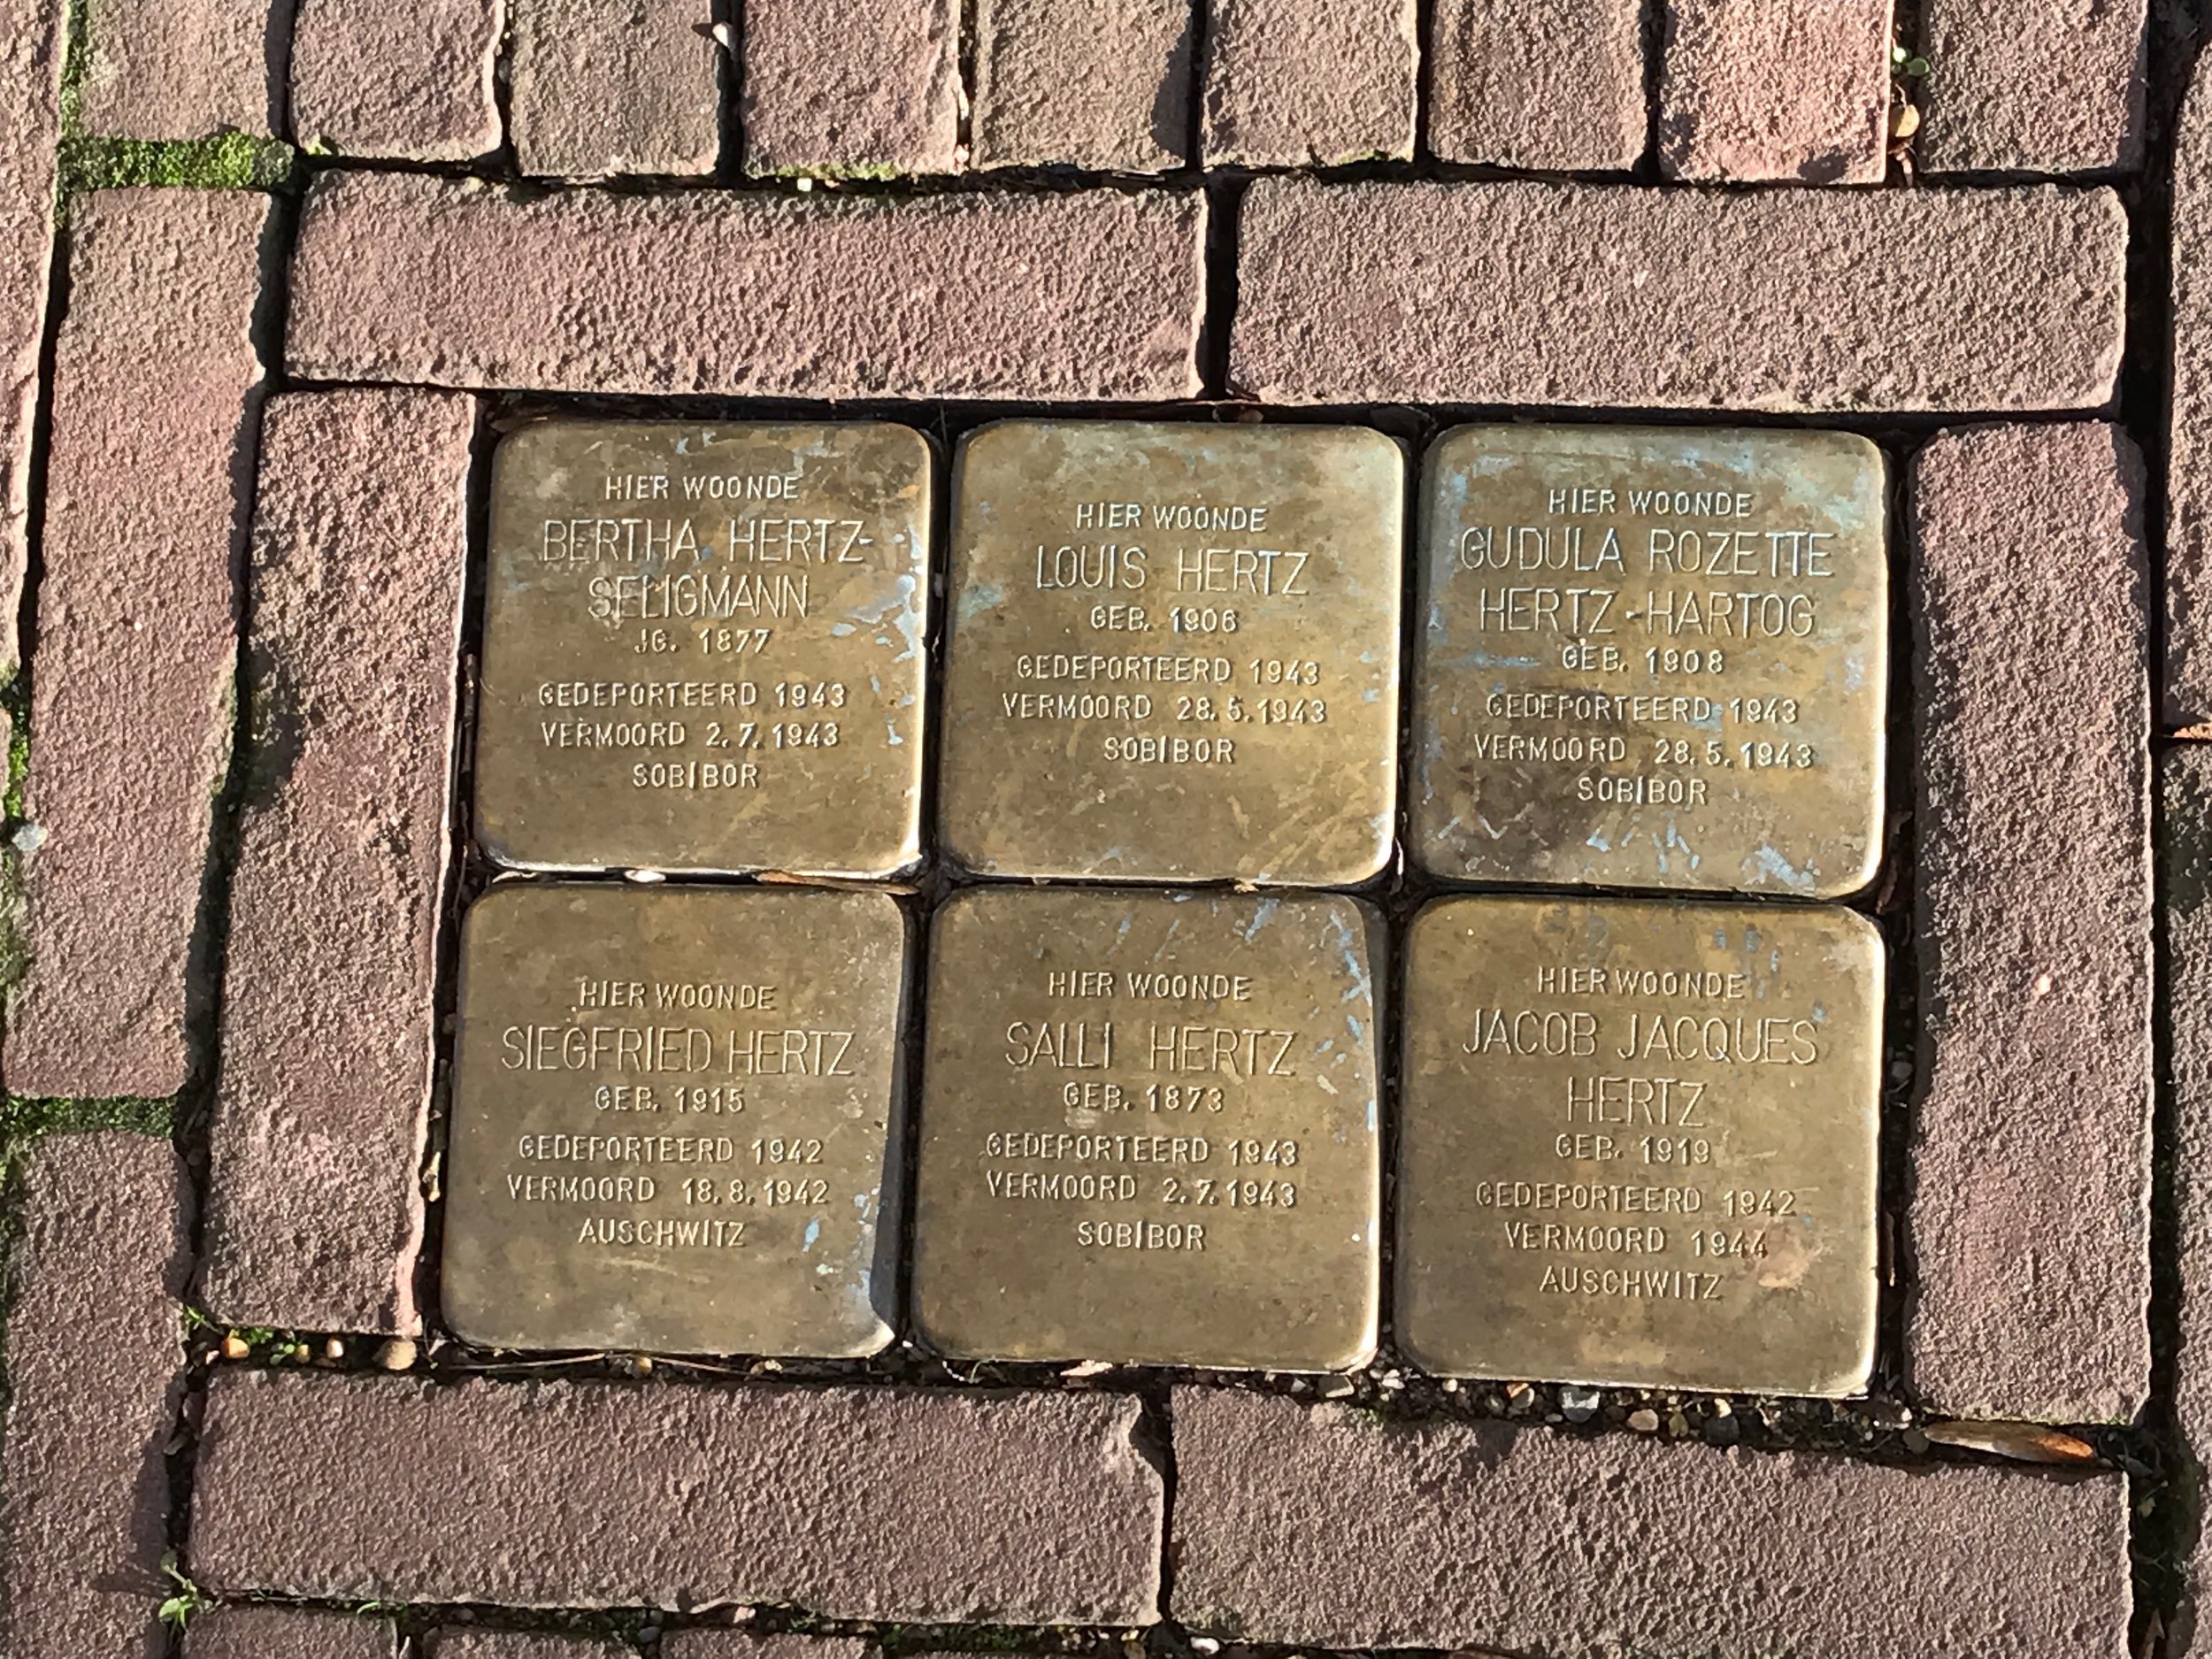 HIER WOONDE
BERTHA HERTZ-
SELIGMANN
JG. 1877
GEDEPORTEERD 1943
VERMOORD 2.7.1943
SOBIBOR
HIER WOONDE
LOUIS HERTZ
GEB. 1906
GEDEPORTEERD 1943
VERMOORD 28.5.1943
SOBIBOR
HIER WOONDE
GUDULA ROZETTE
HERTZ-HARTOG
GEB. 1908
GEDEPORTEERD 1943
VERMOORD 28.5.1943
SOBIBOR
HIER WOONDE
SIEGFRIED HERTZ
GEB. 1915
GEDEPORTEERD 1942
VERMOORD 18.8.1942
AUSCHWITZ
HIER WOONDE
SALLI HERTZ
GEB. 1873
GEDEPORTEERD 1943
VERMOORD 2.7.1943
SOBIBOR
HIER WOONDE
JACOB JACQUES
HERTZ
GEB. 1919
GEDEPORTEERD 1942
VERMOORD 1944
AUSCHWITZ